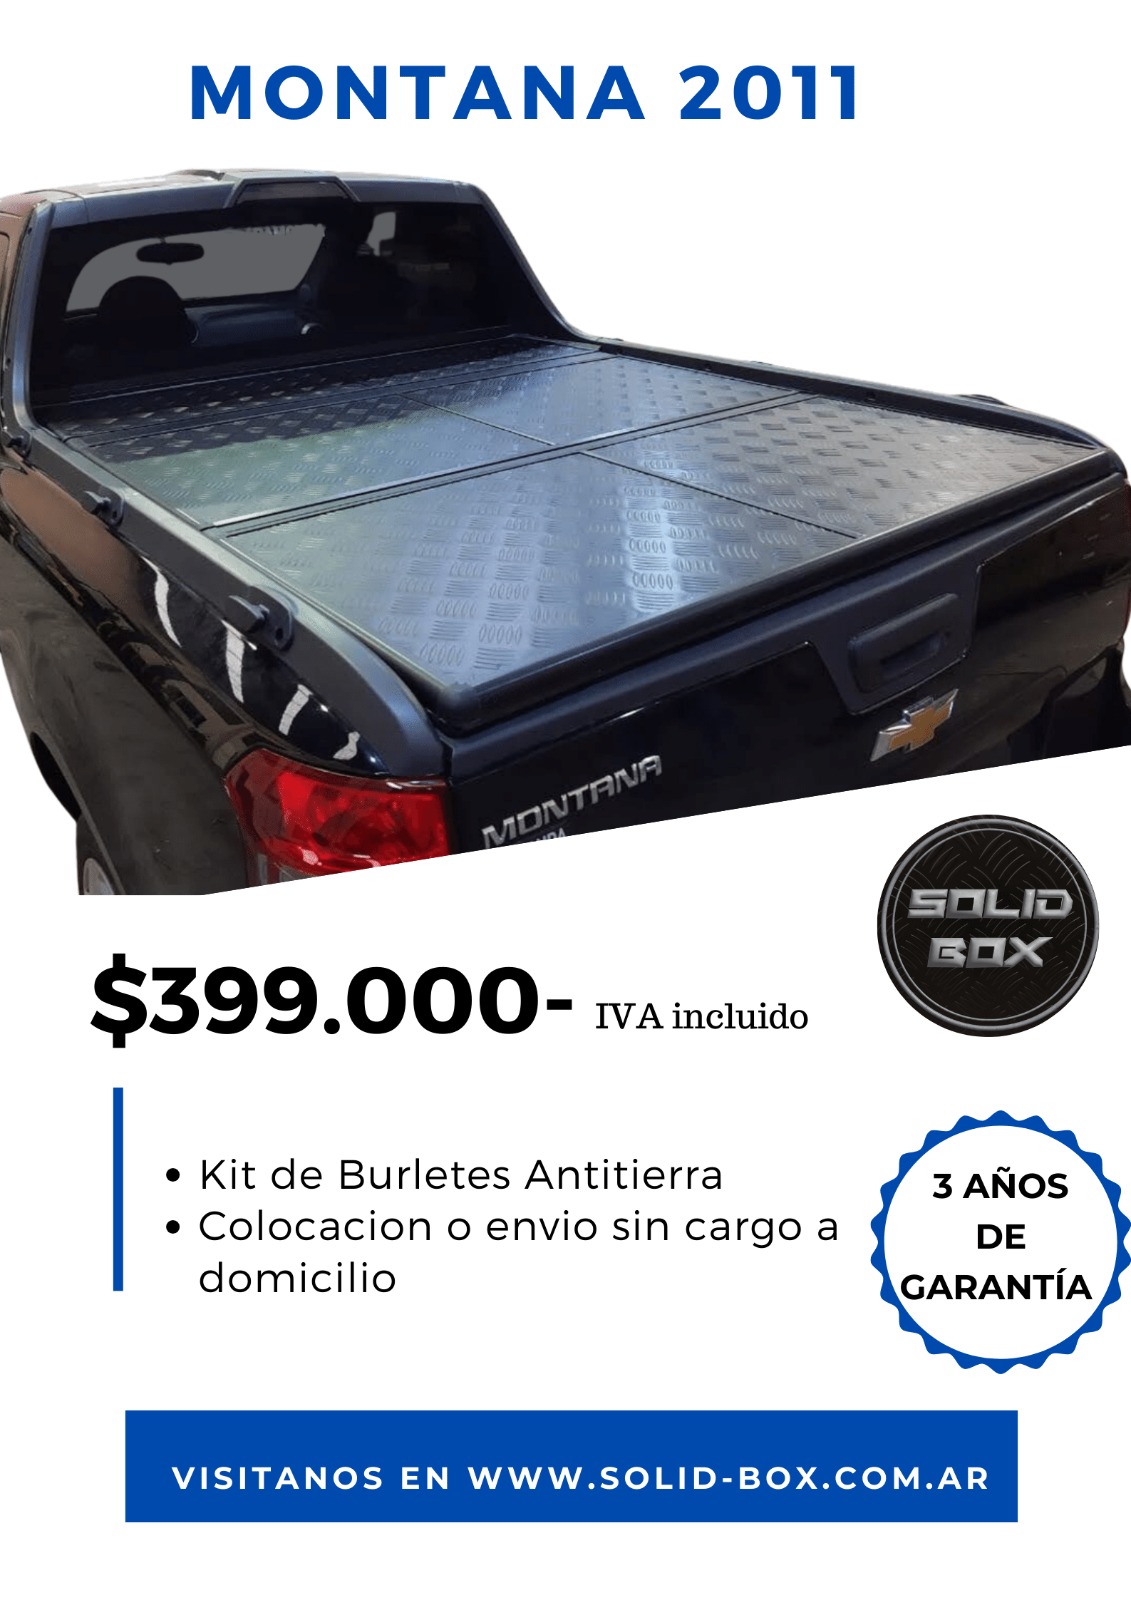 MONTANA 2011
MONTANA
SOLID
BOX
$399.000- IVA incluido
• Kit de Burletes Antitierra
• Colocacion o envio sin cargo a
domicilio
3 AÑOS
DE
GARANTÍA
VISITANOS EN WWW.SOLID-BOX.COM.AR